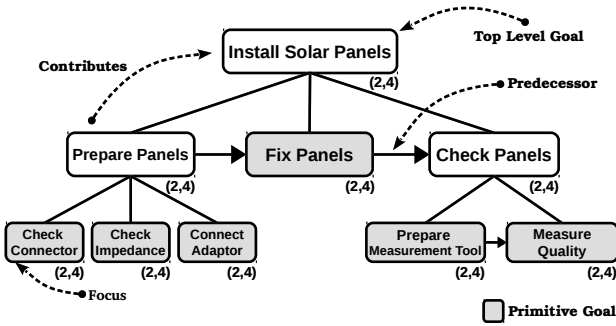 Install Solar Panels
Top Level Goal
Contributes
(2,4)
Predecessor
Prepare Panels
Fix Panels
Check Panels
(2,4)
(2,4)
(2,4)
Check
Connector
Check
Impedance
Connect
Adaptor
Prepare
Measurement Tool
Measure
Quality
(2,4)
(2,4)
(2,4)
(2,4)
(2,4)
Focus
Primitive Goal